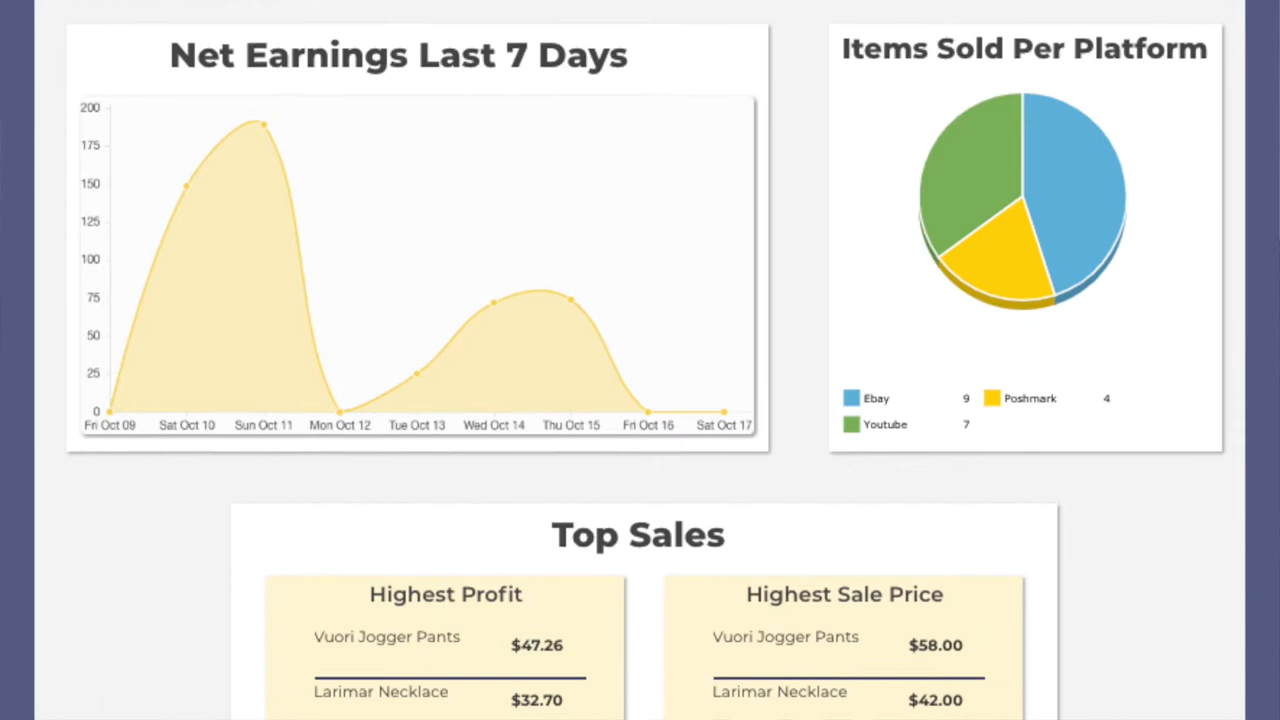 Net Earnings Last 7 Days
200
175
150
125
100
75
50
25
0
Fri Oct 09 Sat Oct 10 Sun Oct 11 Mon Oct 12 Tue Oct 13 Wed Oct 14 Thu Oct 15 Fri Oct 16 Sat Oct 17
Items Sold Per Platform
Ebay 9 Poshmark 4
Youtube 7
Top Sales
Highest Profit
Vuori Jogger Pants $47.26
Larimar Necklace $32.70
Highest Sale Price
Vuori Jogger Pants $58.00
Larimar Necklace $42.00